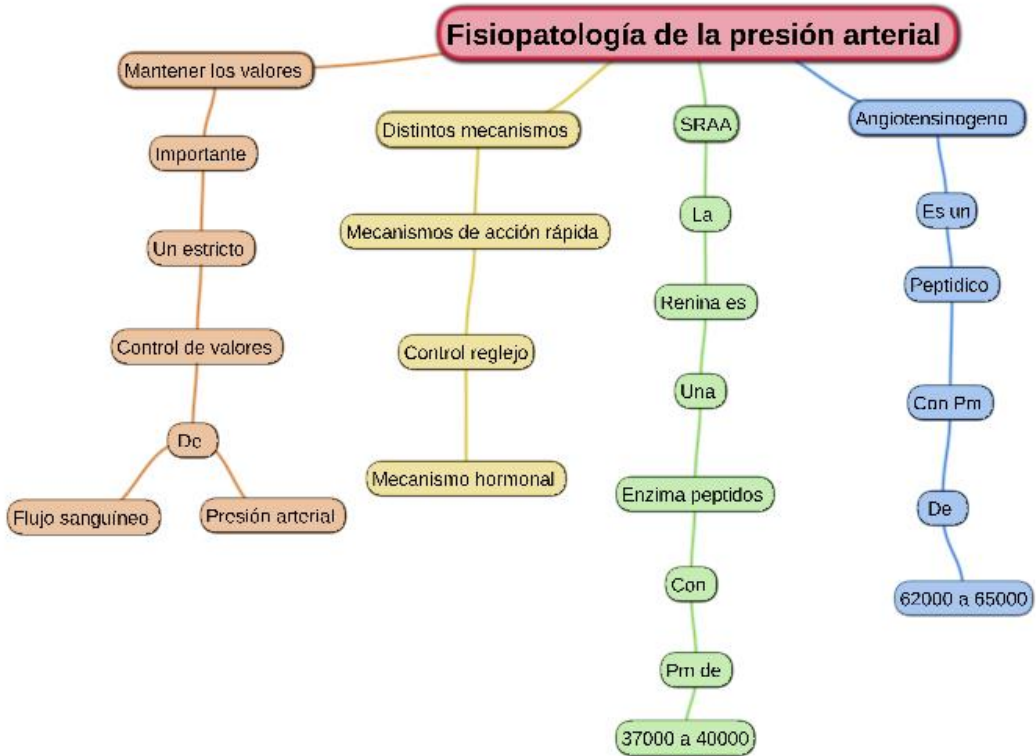 Fisiopatología de la presión arterial
Mantener los valores
Importante
Un estricto
Control de valores
De
Flujo sanguíneo
Presión arterial
Distintos mecanismos
Mecanismos de acción rápida
Control reglejo
Mecanismo hormonal
SRAA
La
Renina es
Una
Enzima peptidos
Con
Pm de
37000 a 40000
Angiotensinogeno
Es un
Peptidico
Con Pm
De
62000 a 65000